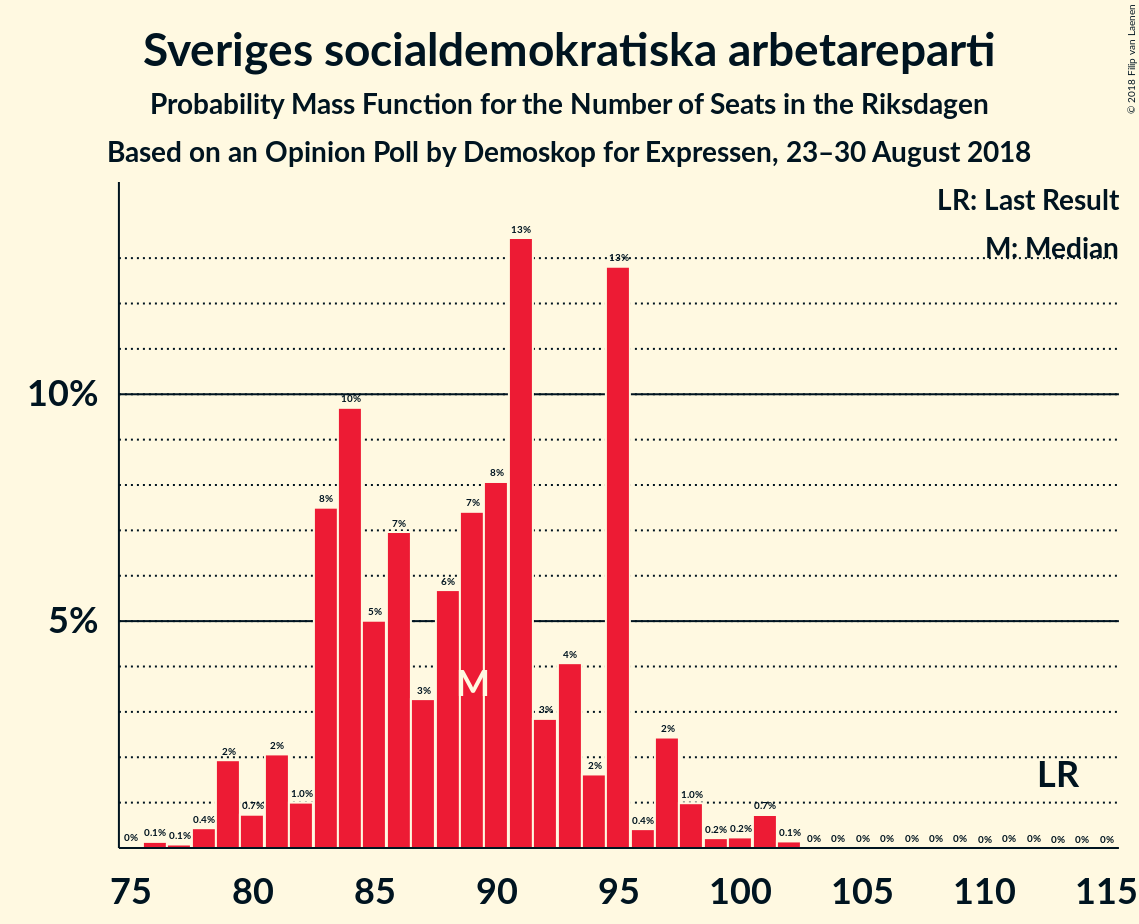 Sveriges socialdemokratiska arbetareparti
Probability Mass Function for the Number of Seats in the Riksdagen
Based on an Opinion Poll by Demoskop for Expressen, 23–30 August 2018
© 2018 Filip van Laenen
LR: Last Result
M: Median
10%
5%
0% 0.1% 0.1% 0.4% 2% 0.7% 2% 1.0% 8% 10% 5% 7% 3% 6% 7% 8% 13% 3% 4% 2% 13% 0.4% 2% 1.0% 0.2% 0.2% 0.7% 0.1% 0% 0% 0% 0% 0% 0% 0% 0% 0% 0% 0% 0% 0%
M
LR
75 80 85 90 95 100 105 110 115